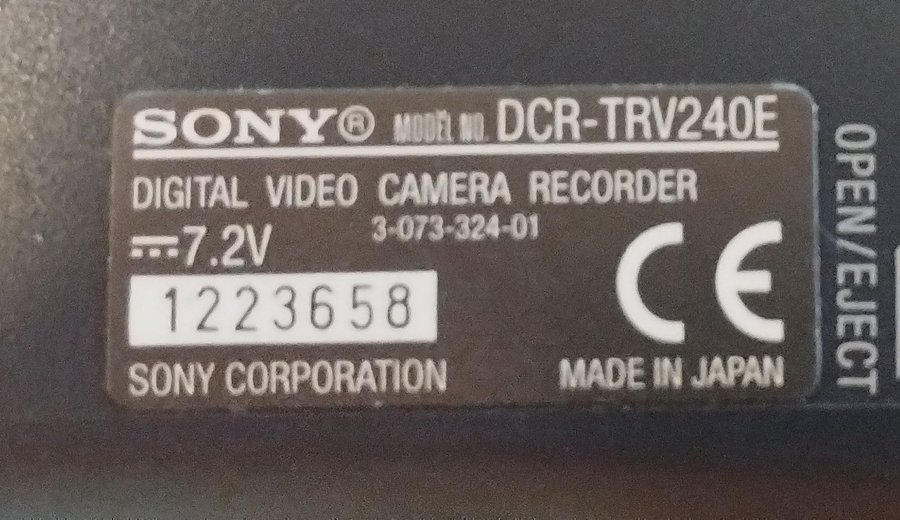 SONY® MODEL NO. DCR-TRV240E
DIGITAL VIDEO CAMERA RECORDER
3-073-324-01
⎓7.2V
1223658
CE
SONY CORPORATION
MADE IN JAPAN
OPEN/EJECT